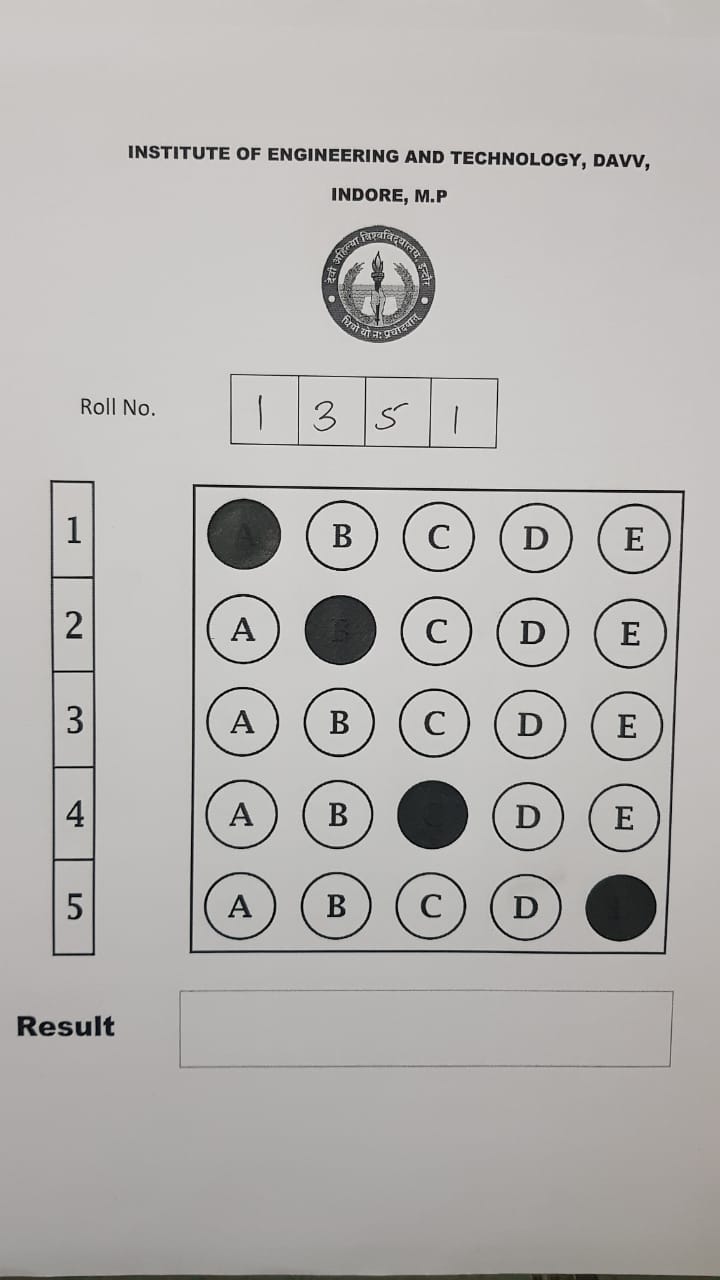 INSTITUTE OF ENGINEERING AND TECHNOLOGY, DAVV,
INDORE, M.P
देवी अहिल्या विश्वविद्यालय, इन्दौर
धियो यो नः प्रचोदयात्
Roll No. 1 3 5 1
1 A B C D E
2 A B C D E
3 A B C D E
4 A B C D E
5 A B C D
Result